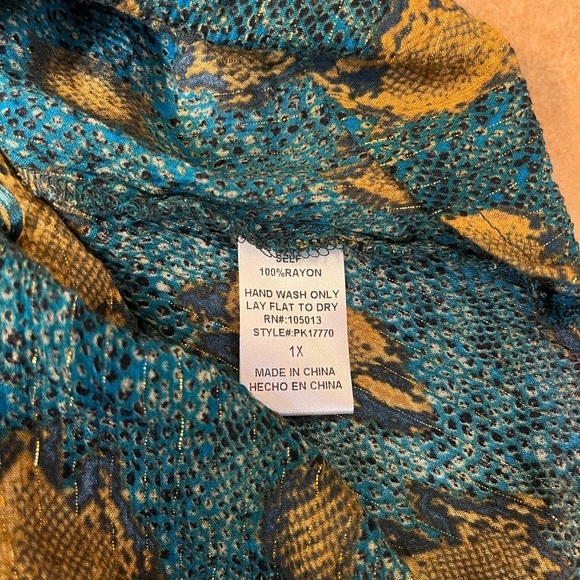 SELF
100%RAYON
HAND WASH ONLY
LAY FLAT TO DRY
RN#:105013
STYLE#:PK17770
1X
MADE IN CHINA
HECHO EN CHINA